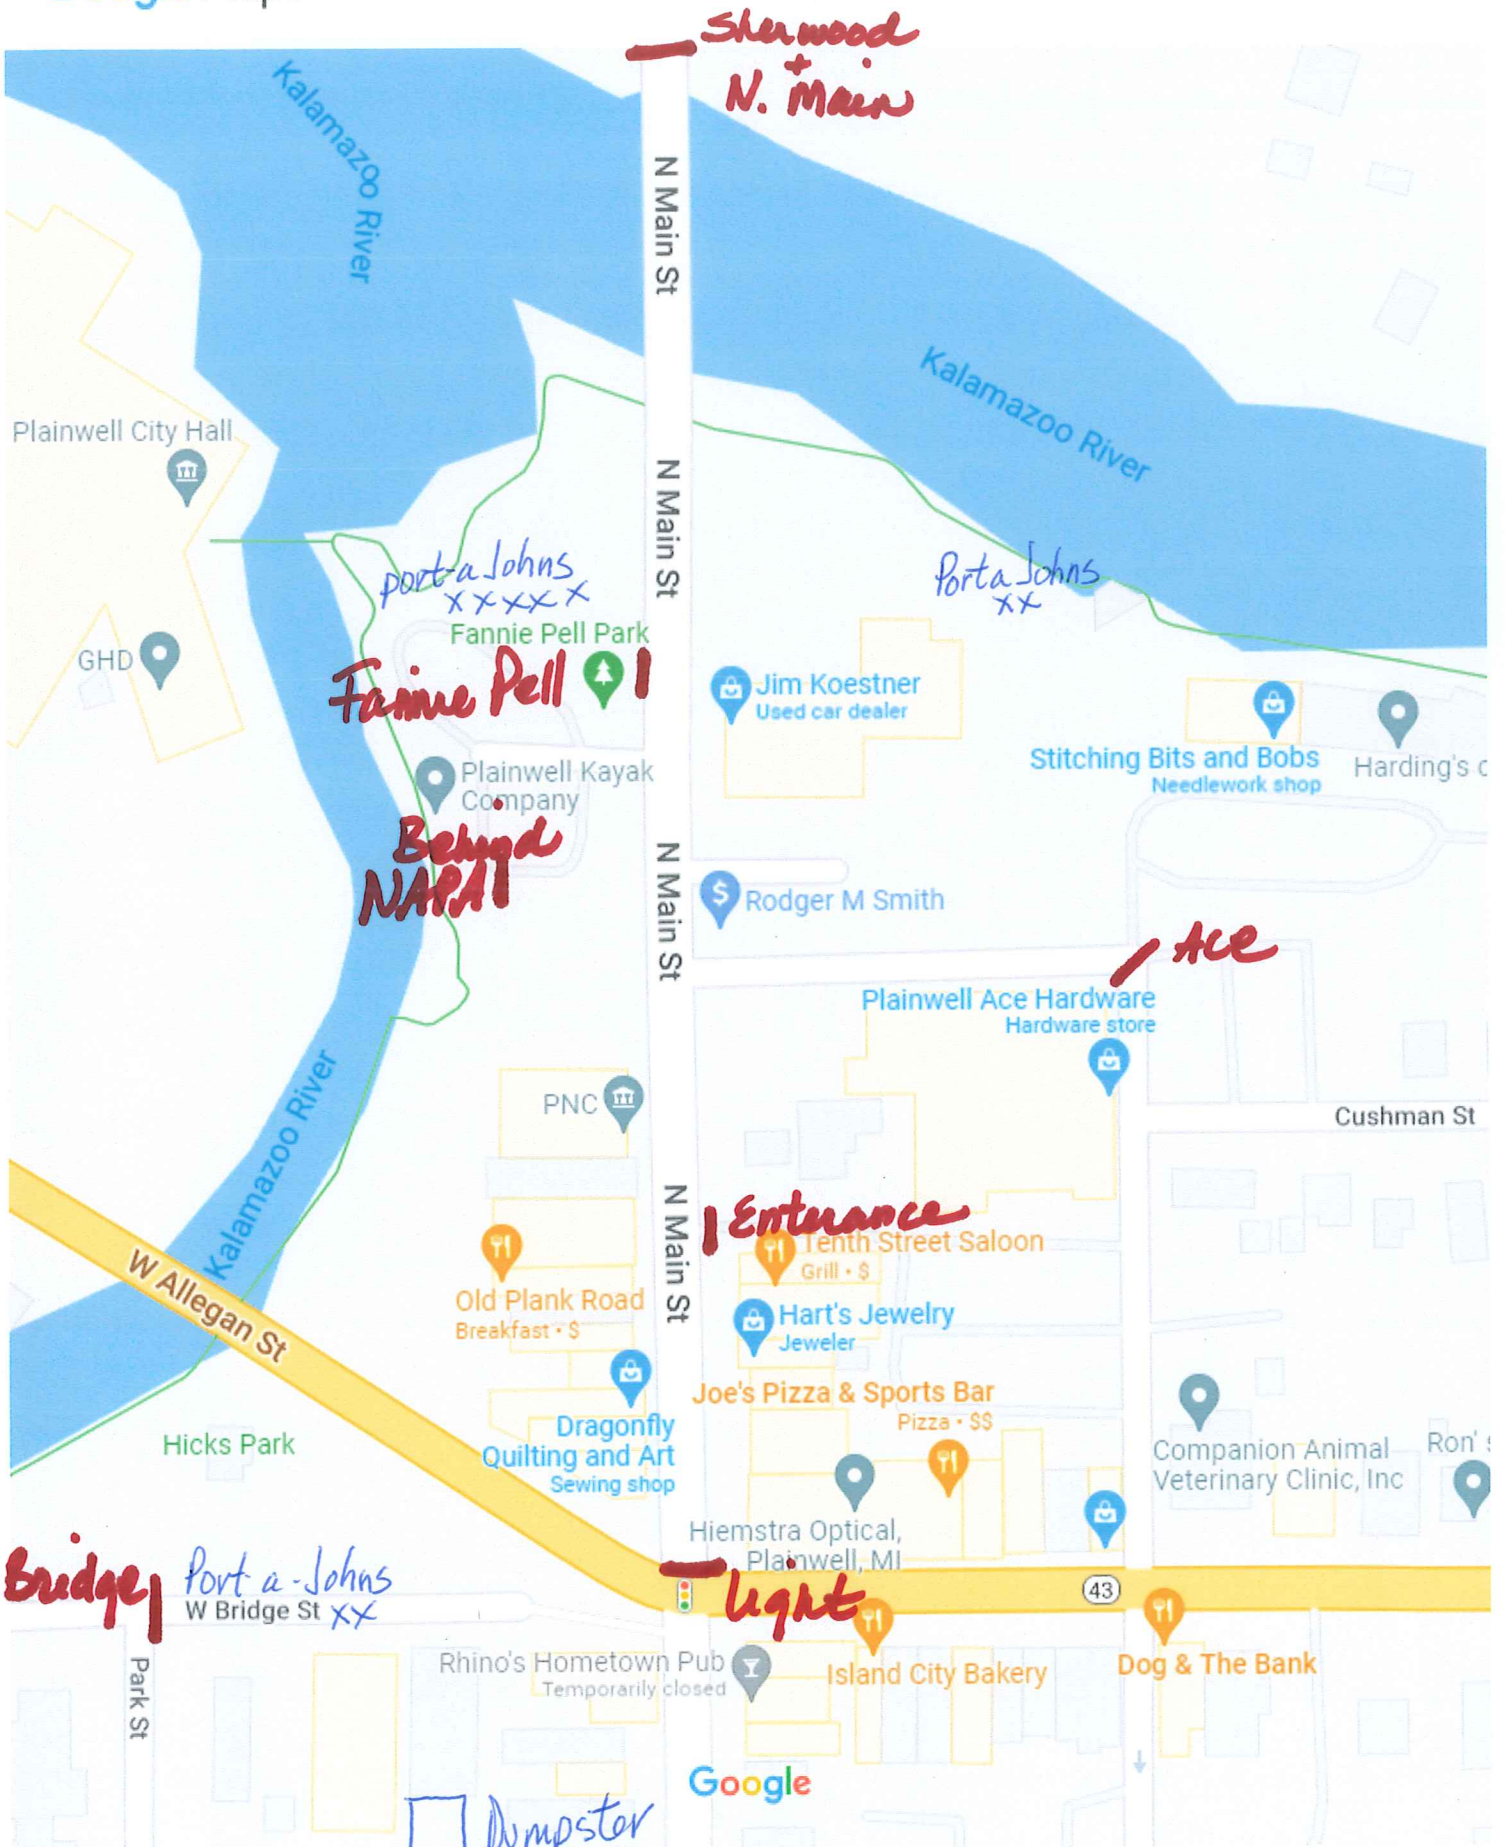 Sherwood
+
N. Main
Kalamazoo River
N Main St
Kalamazoo River
Plainwell City Hall
N Main St
port-a Johns
x x x x x
Porta Johns
xx
Fannie Pell Park
GHD
Fannie Pell
Jim Koestner
Used car dealer
Stitching Bits and Bobs
Needlework shop
Harding's
Plainwell Kayak
Company
Behind
NAPA
N Main St
Rodger M Smith
Ace
Plainwell Ace Hardware
Hardware store
PNC
Cushman St
Kalamazoo River
N Main St
Enterance
Tenth Street Saloon
Grill · $
W Allegan St
Old Plank Road
Breakfast · $
Hart's Jewelry
Jeweler
Joe's Pizza & Sports Bar
Pizza · $$
Dragonfly
Quilting and Art
Sewing shop
Hicks Park
Companion Animal
Veterinary Clinic, Inc
Ron'
Hiemstra Optical,
Plainwell, MI
Bridge
Port a-Johns
W Bridge St xx
Light
43
Park St
Rhino's Hometown Pub
Temporarily closed
Island City Bakery
Dog & The Bank
Google
Dumpster